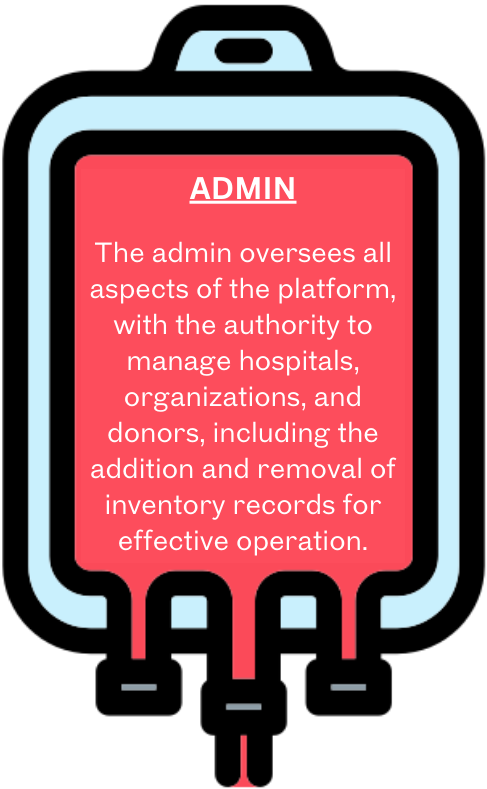 ADMIN
The admin oversees all
aspects of the platform,
with the authority to
manage hospitals,
organizations, and
donors, including the
addition and removal of
inventory records for
effective operation.